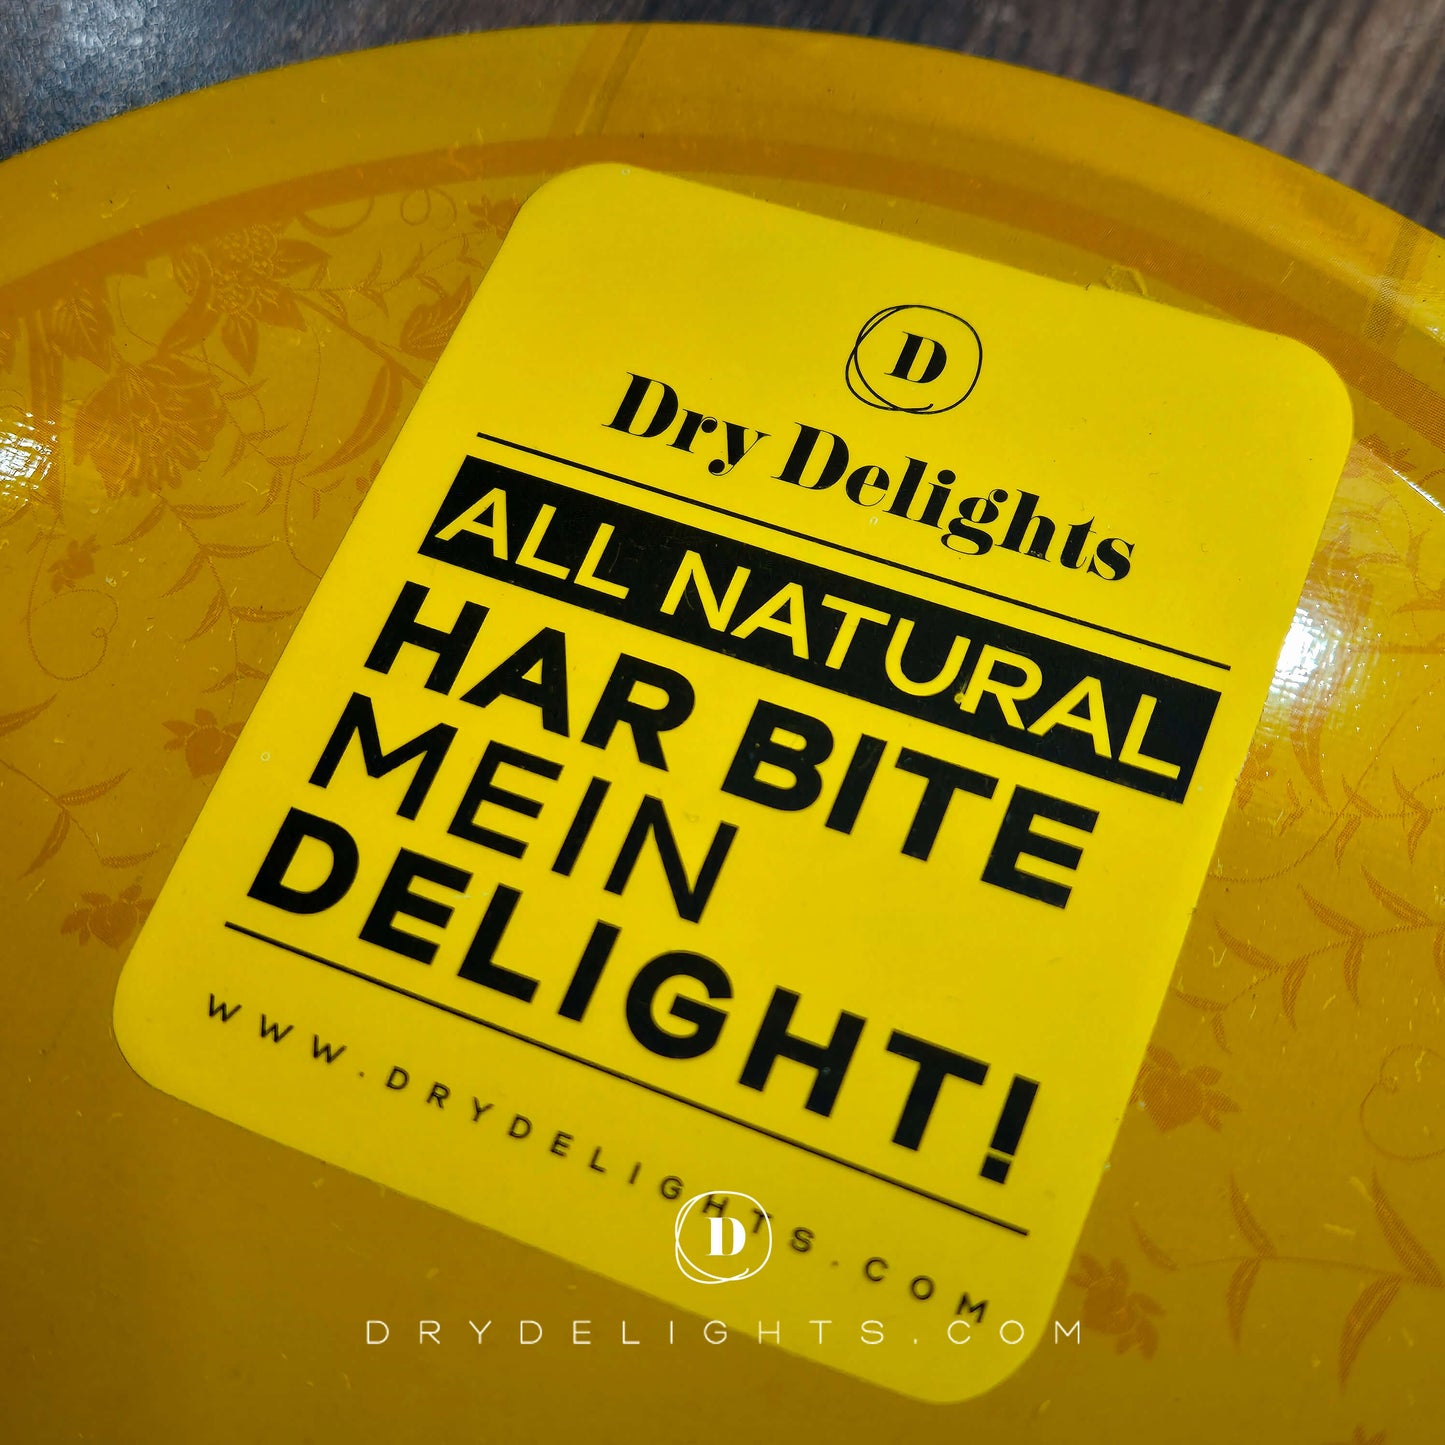 D
Dry Delights
ALL NATURAL
HAR BITE
MEIN
DELIGHT!
WWW.DRYDELIGHTS.COM
D
DRYDELIGHTS.COM